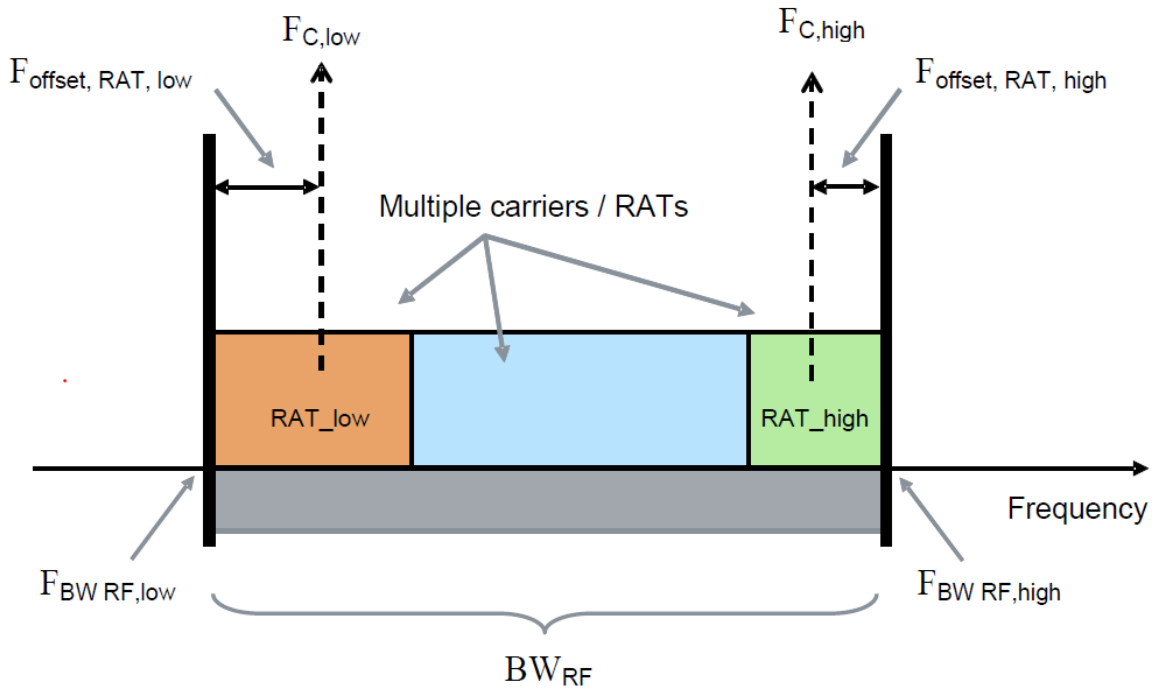 F_C,low
F_C,high
F_offset, RAT, low
F_offset, RAT, high
Multiple carriers / RATs
RAT_low
RAT_high
Frequency
F_BW RF,low
F_BW RF,high
BW_RF